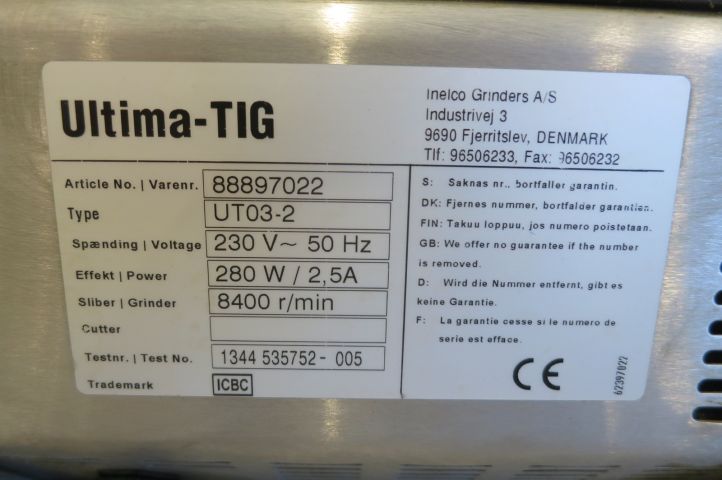 Ultima-TIG
Inelco Grinders A/S
Industrivej 3
9690 Fjerritslev, DENMARK
Tlf: 96506233, Fax: 96506232
Article No. | Varenr. 88897022
Type UT03-2
Spænding | Voltage 230 V~ 50 Hz
Effekt | Power 280 W / 2,5A
Sliber | Grinder 8400 r/min
Cutter
Testnr. | Test No. 1344 535752- 005
Trademark ICBC
S: Saknas nr., bortfaller garantin.
DK: Fjernes nummer, bortfalder garantien.
FIN: Takuu loppuu, jos numero poistetaan.
GB: We offer no guarantee if the number
is removed.
D: Wird die Nummer entfernt, gibt es
keine Garantie.
F: La garantie cesse si le numero de
serie est efface.
CE
62397022